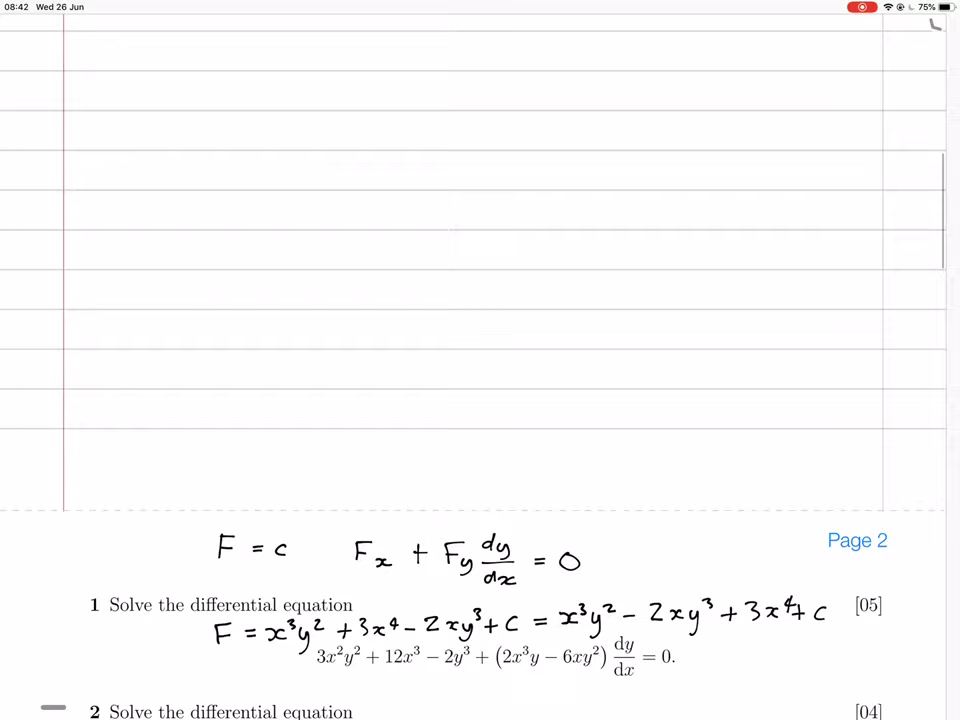 08:42 Wed 26 Jun 75%
F = c Fₓ + F_y dy/dx = 0 Page 2
1 Solve the differential equation [05]
F = x³y² + 3x⁴ - 2xy³ + c = x³y² - 2xy³ + 3x⁴ + c
3x²y² + 12x³ − 2y³ + (2x³y − 6xy²) dy/dx = 0.
2 Solve the differential equation [04]